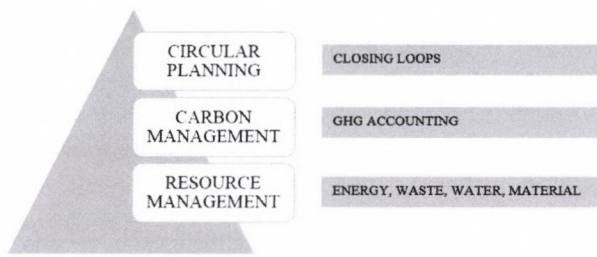 CIRCULAR
PLANNING
CLOSING LOOPS
CARBON
MANAGEMENT
GHG ACCOUNTING
RESOURCE
MANAGEMENT
ENERGY, WASTE, WATER, MATERIAL